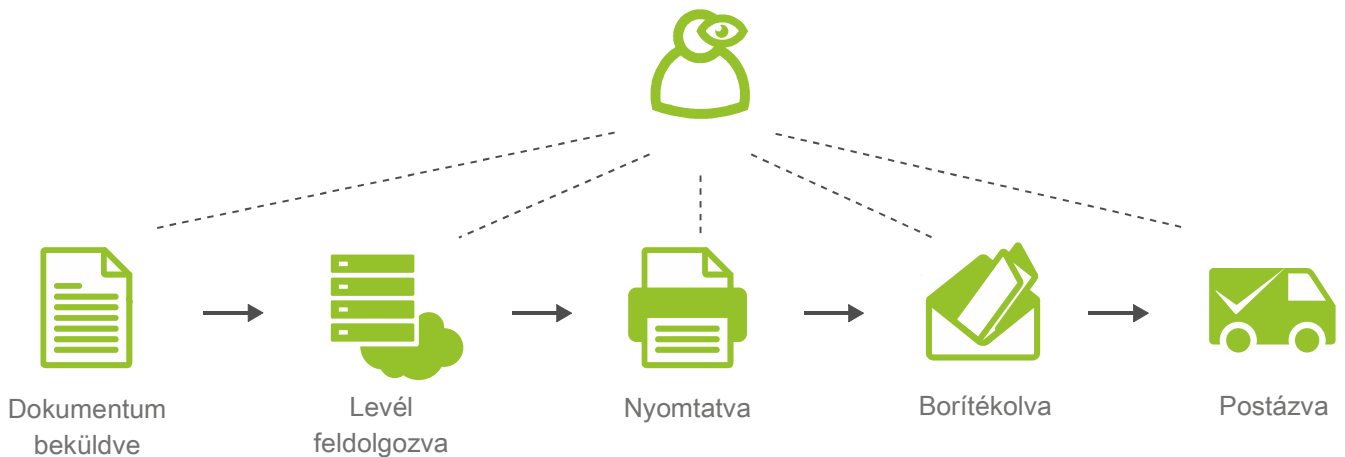 Dokumentum
beküldve
Levél
feldolgozva
Nyomtatva
Borítékolva
Postázva